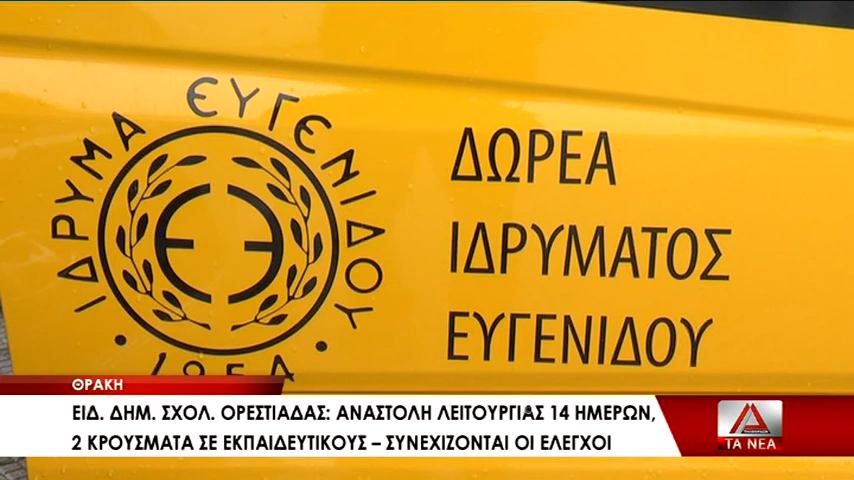 ΙΔΡΥΜΑ ΕΥΓΕΝΙΔΟΥ
ΔΩΡΕΑ
ΙΔΡΥΜΑΤΟΣ
ΕΥΓΕΝΙΔΟΥ
ΘΡΑΚΗ
ΕΙΔ. ΔΗΜ. ΣΧΟΛ. ΟΡΕΣΤΙΑΔΑΣ: ΑΝΑΣΤΟΛΗ ΛΕΙΤΟΥΡΓΙΑΣ 14 ΗΜΕΡΩΝ,
2 ΚΡΟΥΣΜΑΤΑ ΣΕ ΕΚΠΑΙΔΕΥΤΙΚΟΥΣ – ΣΥΝΕΧΙΖΟΝΤΑΙ ΟΙ ΕΛΕΓΧΟΙ
ΤΑ ΝΕΑ